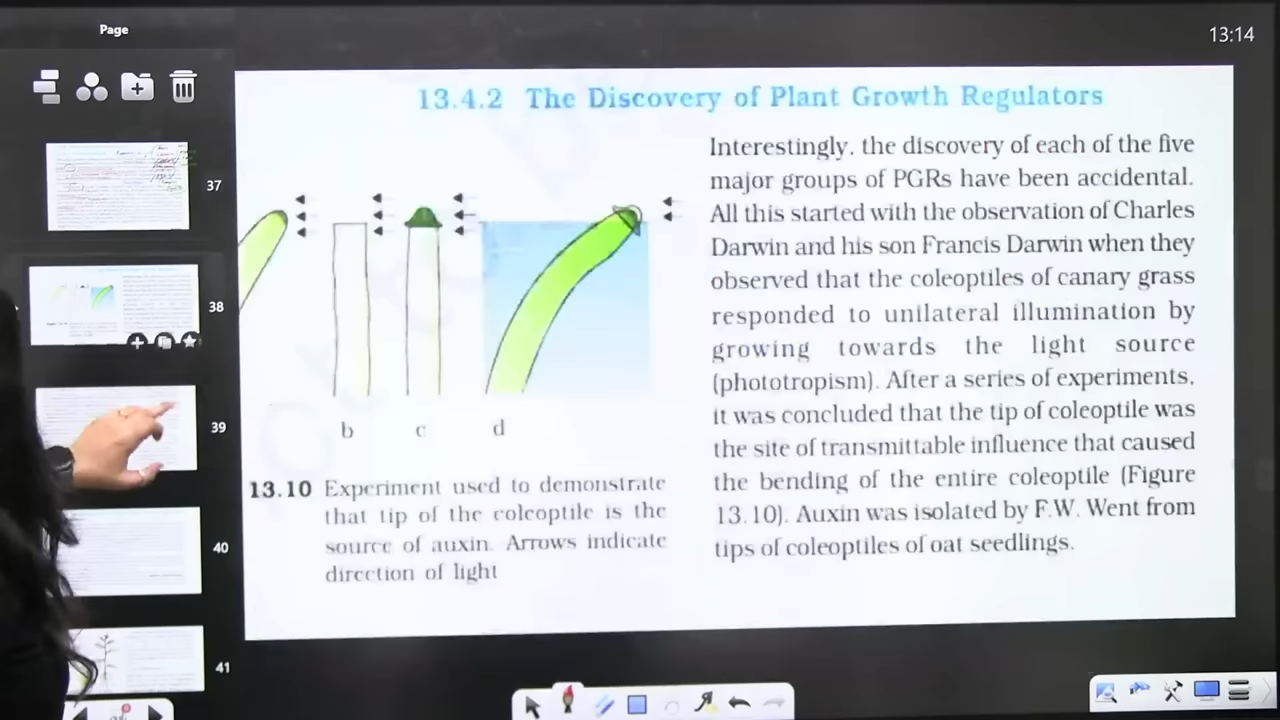 Page
13:14
37
38
39
40
41
13.4.2 The Discovery of Plant Growth Regulators
b
c
d
13.10 Experiment used to demonstrate
that tip of the coleoptile is the
source of auxin. Arrows indicate
direction of light
Interestingly, the discovery of each of the five
major groups of PGRs have been accidental.
All this started with the observation of Charles
Darwin and his son Francis Darwin when they
observed that the coleoptiles of canary grass
responded to unilateral illumination by
growing towards the light source
(phototropism). After a series of experiments,
it was concluded that the tip of coleoptile was
the site of transmittable influence that caused
the bending of the entire coleoptile (Figure
13.10). Auxin was isolated by F.W. Went from
tips of coleoptiles of oat seedlings.